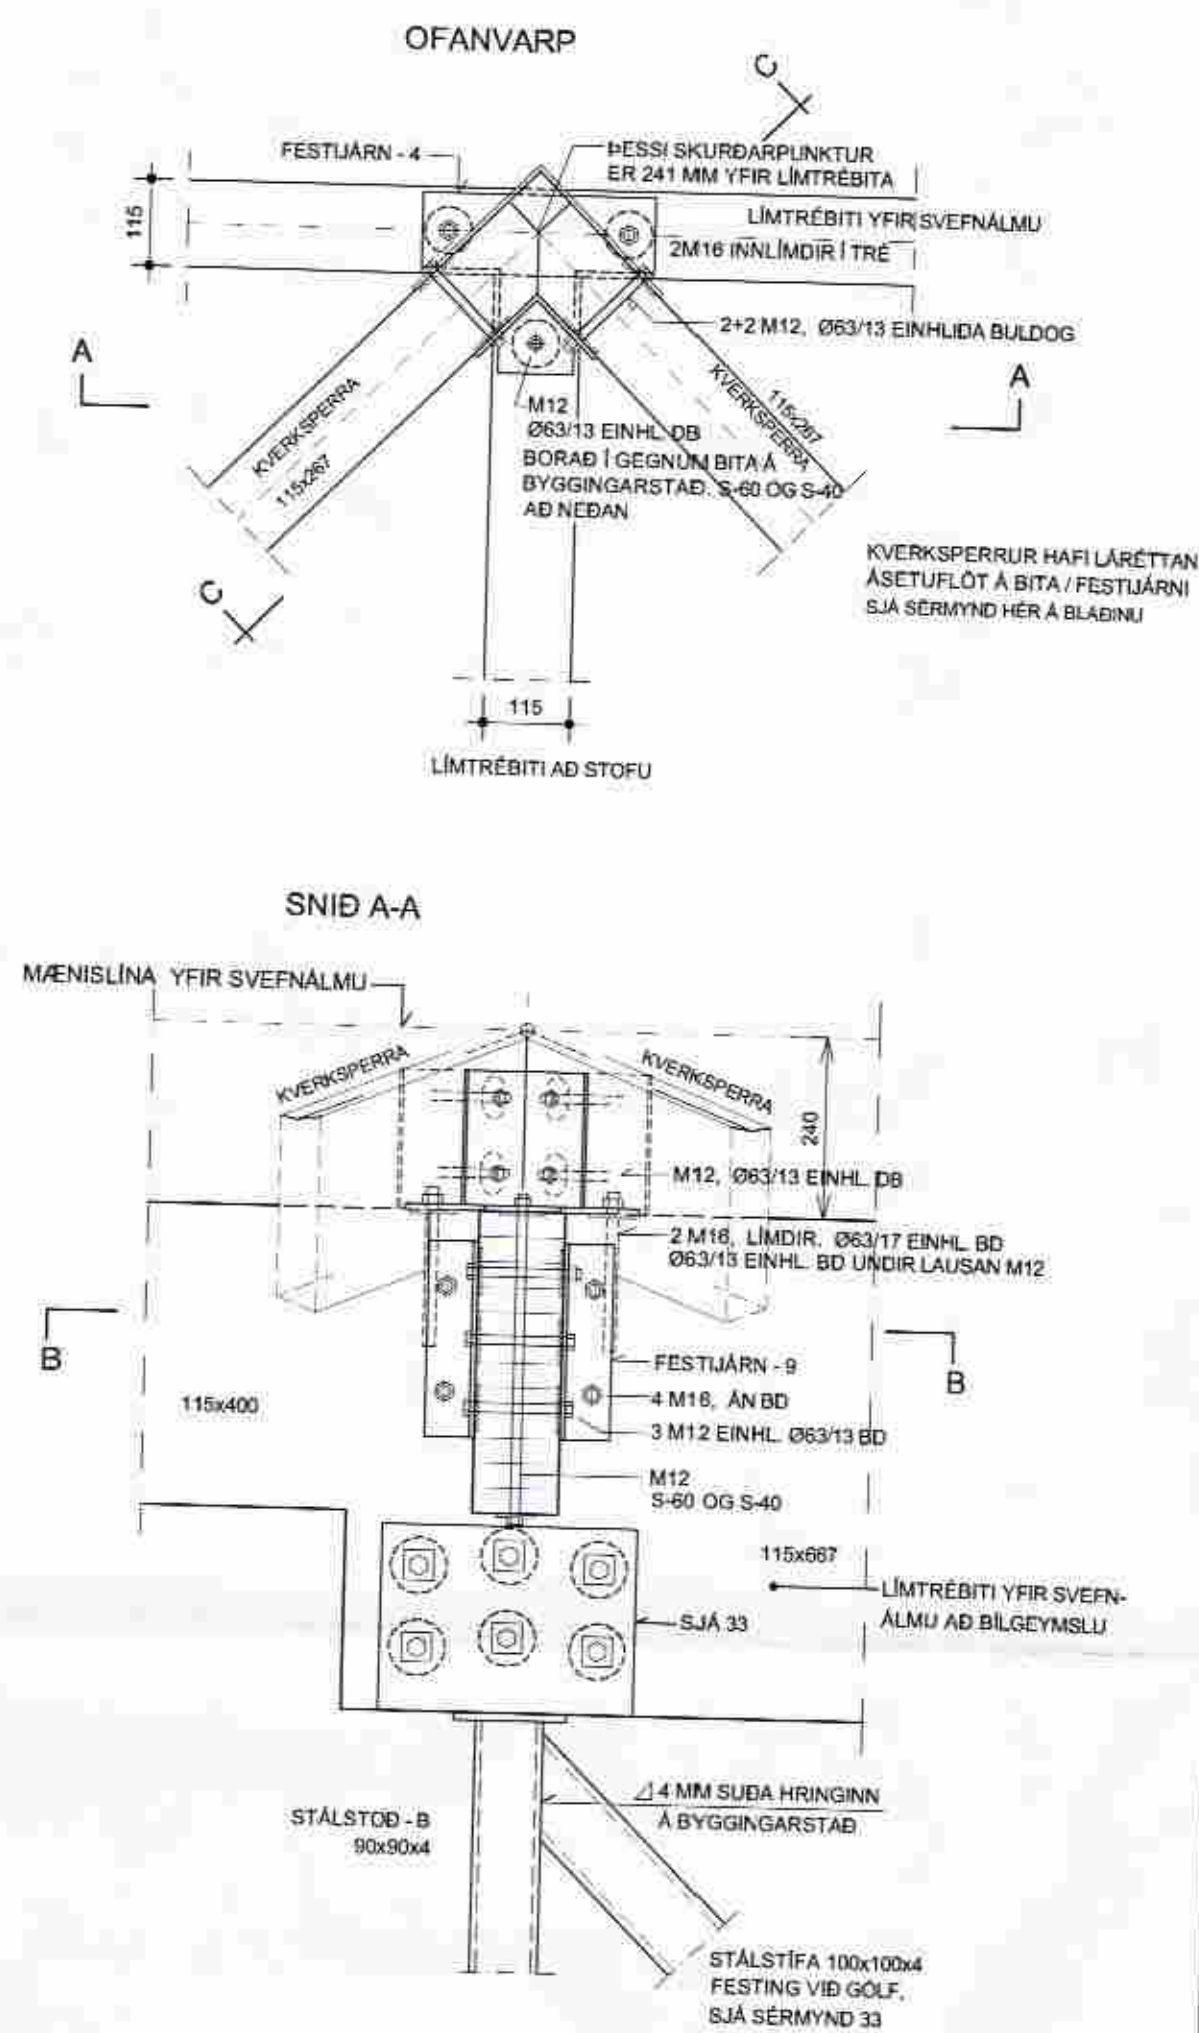 OFANVARP
C
FESTIJÁRN - 4
ÞESSI SKURÐARPUNKTUR
ER 241 MM YFIR LÍMTRÉBITA
115
LÍMTRÉBITI YFIR SVEFNÁLMU
2M16 INNLÍMDIR Í TRÉ
2+2 M12, Ø63/13 EINHLIÐA BULDOG
A
A
KVERKSPERRA
115x267
KVERKSPERRA
115x267
M12
Ø63/13 EINHL. DB
BORAÐ Í GEGNUM BITA Á
BYGGINGARSTAÐ. S-60 OG S-40
AÐ NEÐAN
KVERKSPERRUR HAFI LÁRÉTTAN
ÁSETUFLÖT Á BITA / FESTIJÁRNI
SJÁ SÉRMYND HÉR Á BLAÐINU
C
115
LÍMTRÉBITI AÐ STOFU
SNIÐ A-A
MÆNISLÍNA YFIR SVEFNÁLMU
KVERKSPERRA
KVERKSPERRA
240
M12, Ø63/13 EINHL. DB
2 M16, LÍMDIR. Ø63/17 EINHL. BD
Ø63/13 EINHL. BD UNDIR LAUSAN M12
B
B
FESTIJÁRN - 9
115x400
4 M16, ÁN BD
3 M12 EINHL. Ø63/13 BD
M12
S-60 OG S-40
115x667
LÍMTRÉBITI YFIR SVEFN-
ÁLMU AÐ BÍLGEYMSLU
SJÁ 33
4 MM SUÐA HRINGINN
Á BYGGINGARSTAÐ
STÁLSTOÐ - B
90x90x4
STÁLSTÍFA 100x100x4
FESTING VIÐ GÓLF,
SJÁ SÉRMYND 33